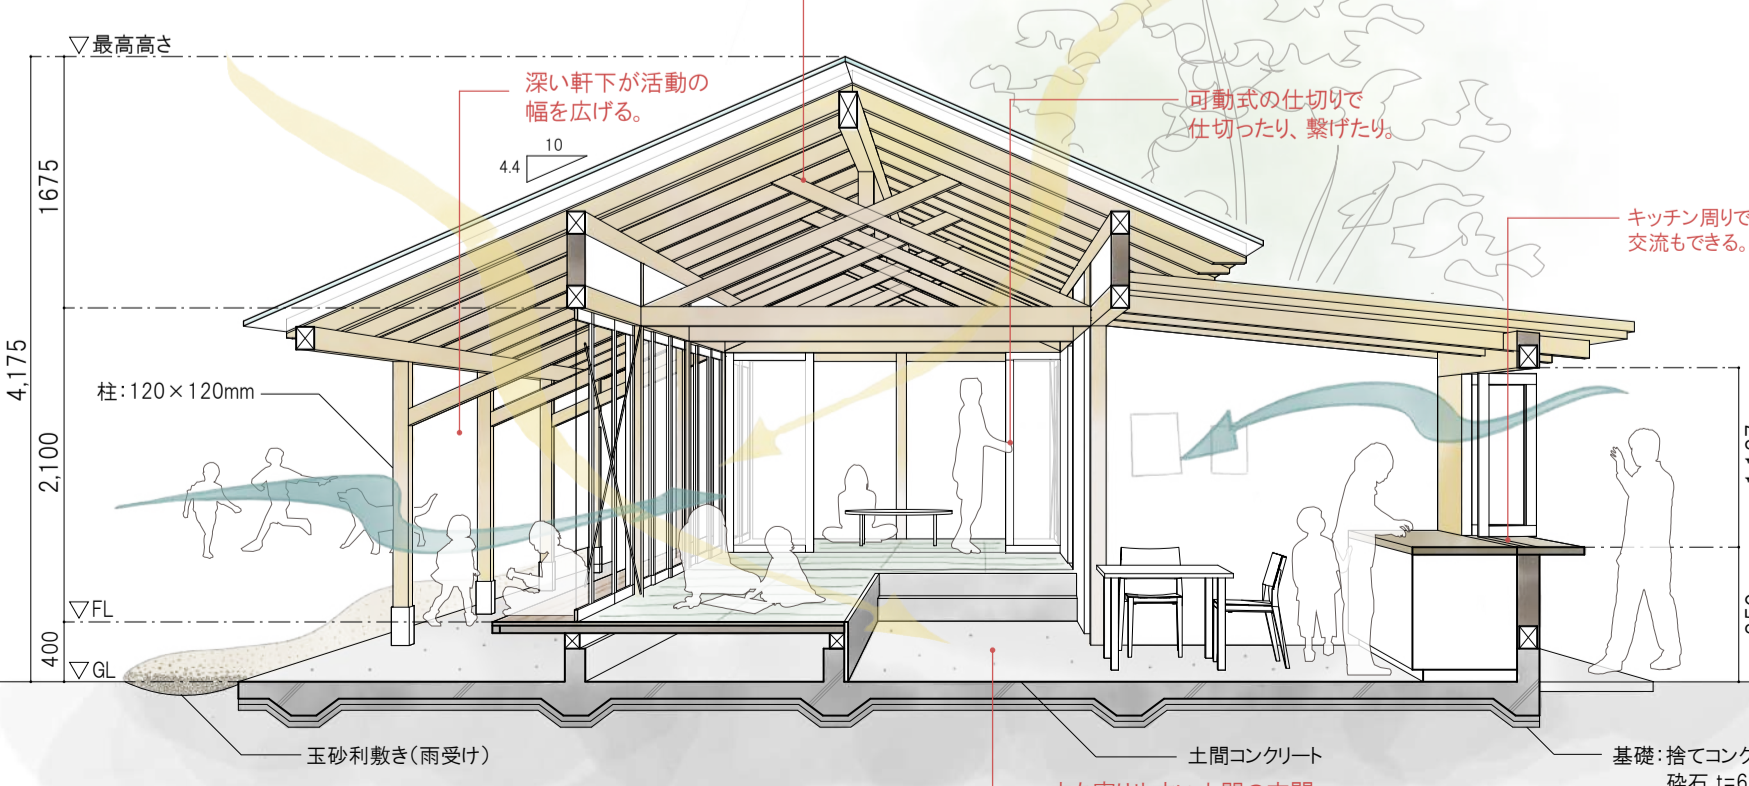 ▽最高高さ
深い軒下が活動の
幅を広げる。
可動式の仕切りで
仕切ったり、繋げたり。
10
4.4
1675
キッチン周りで
交流もできる。
4,175
柱：120×120mm
2,100
▽FL
400
▽GL
玉砂利敷き（雨受け）
土間コンクリート
基礎：捨てコンク
砕石 t=6